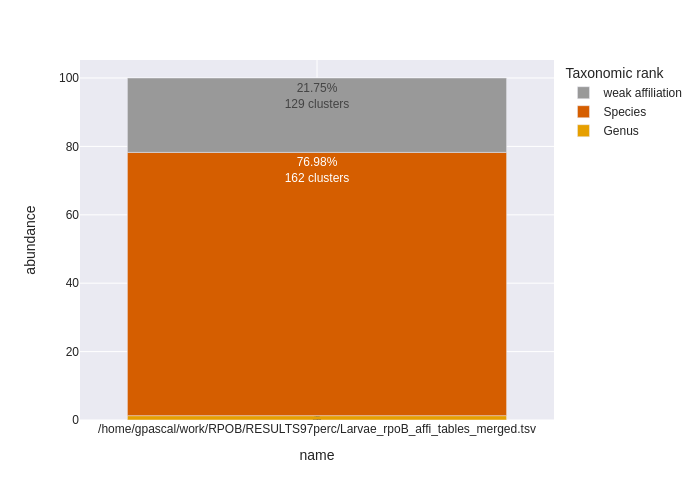 Taxonomic rank
weak affiliation
Species
Genus
100
80
60
40
20
0
abundance
21.75%
129 clusters
76.98%
162 clusters
/home/gpascal/work/RPOB/RESULTS97perc/Larvae_rpoB_affi_tables_merged.tsv
name